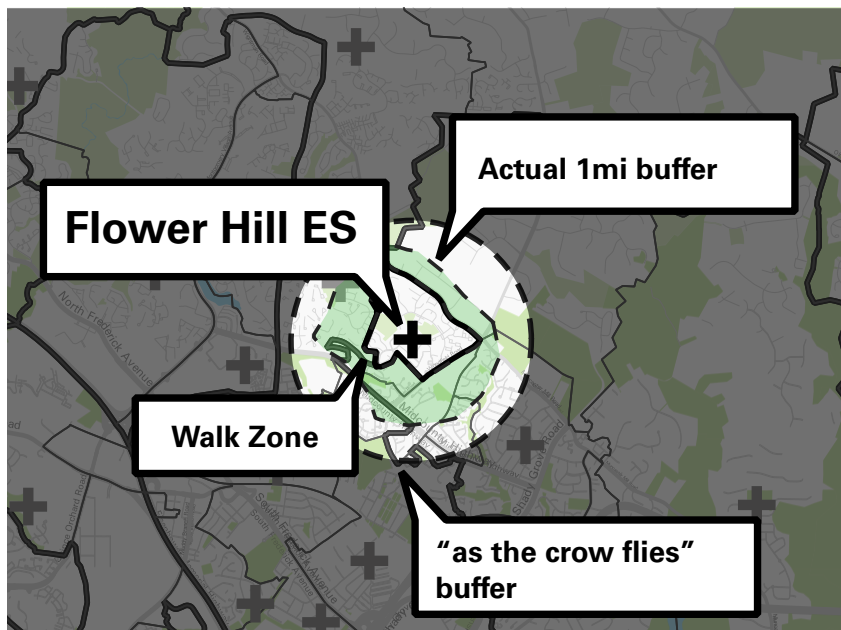 Actual 1mi buffer
Flower Hill ES
North Frederick Avenue
Walk Zone
Shady Grove Road
South Frederick Avenue
“as the crow flies”
buffer